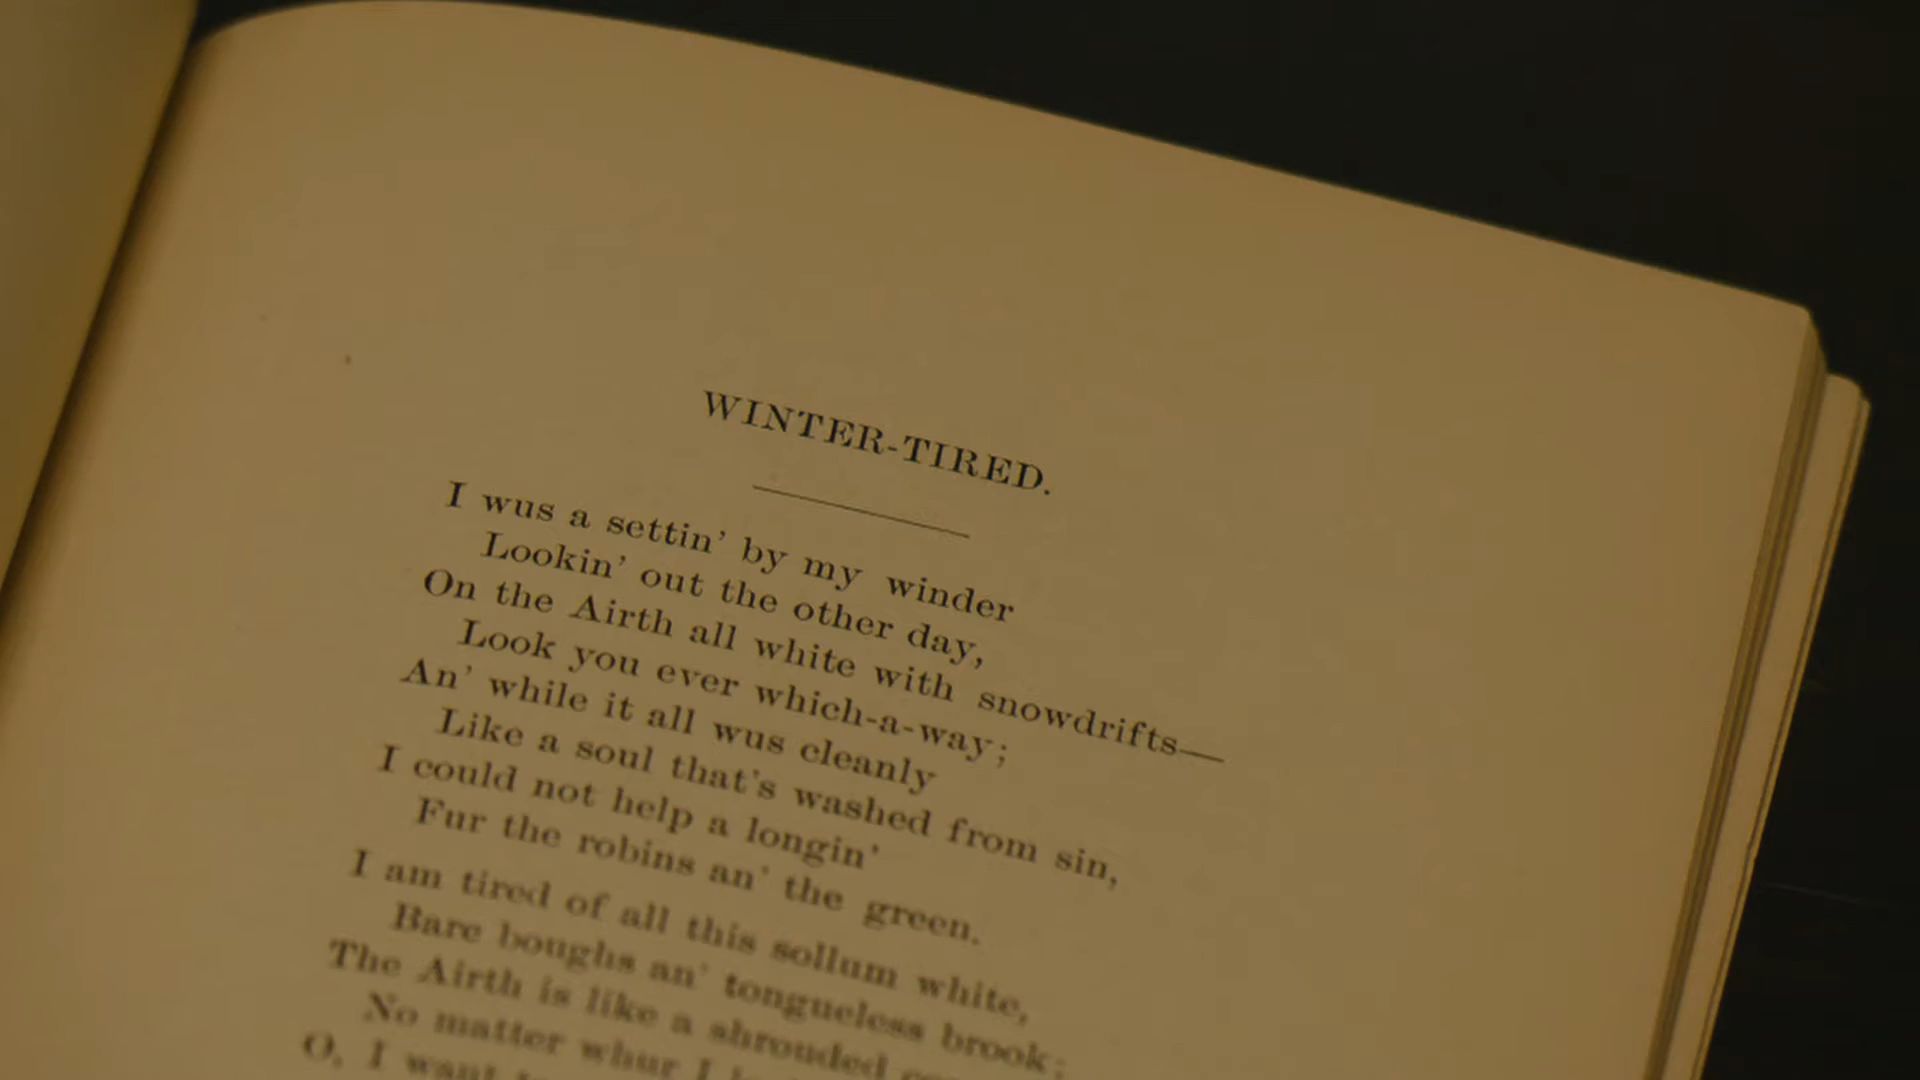 WINTER-TIRED.
I wus a settin' by my winder
Lookin' out the other day,
On the Airth all white with snowdrifts—
Look you ever which-a-way;
An' while it all wus cleanly
Like a soul that's washed from sin,
I could not help a longin'
Fur the robins an' the green.
I am tired of all this sollum white,
Bare boughs an' tongueless brook;
The Airth is like a shrouded
No matter whur I
O, I want